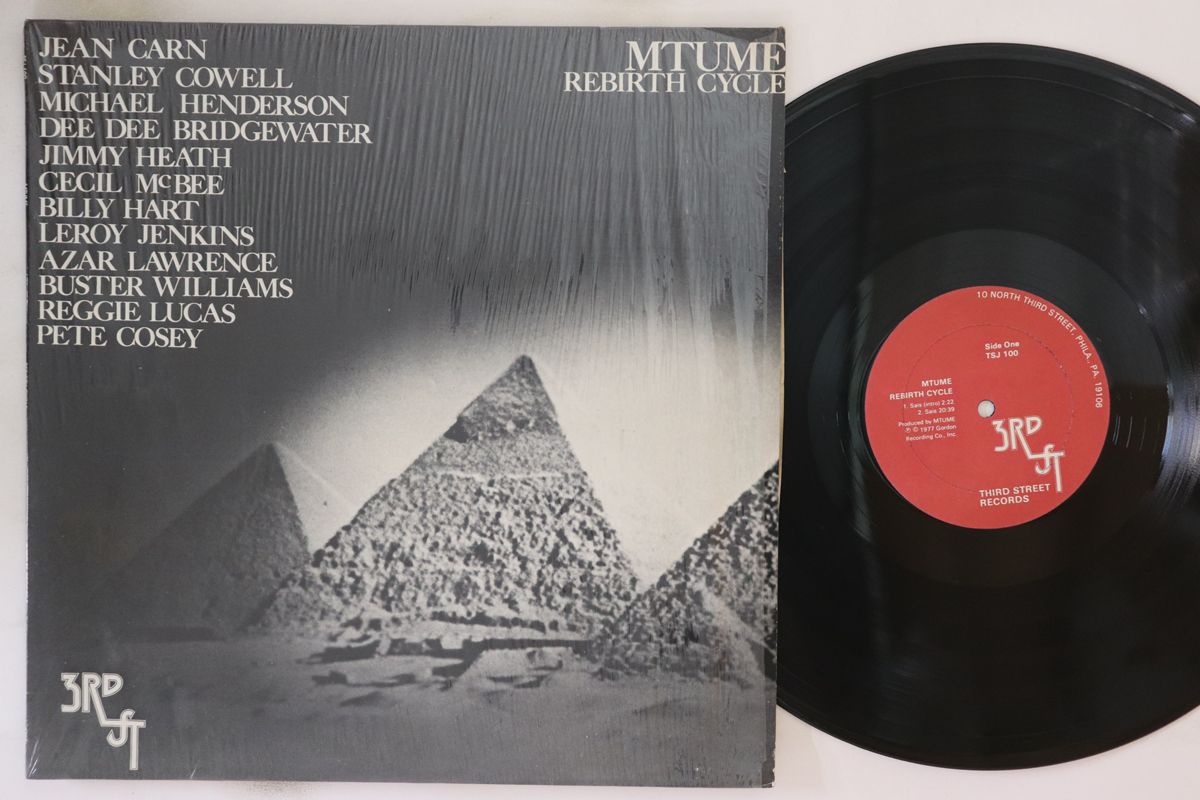 JEAN CARN
STANLEY COWELL
MICHAEL HENDERSON
DEE DEE BRIDGEWATER
JIMMY HEATH
CECIL McBEE
BILLY HART
LEROY JENKINS
AZAR LAWRENCE
BUSTER WILLIAMS
REGGIE LUCAS
PETE COSEY
MTUME
REBIRTH CYCLE
3RD
ST
10 NORTH THIRD STREET, PHILA., PA. 19106
Side One
TSJ 100
MTUME
REBIRTH CYCLE
1. Sais (intro) 2:22
2. Sais 20:39
Produced by MTUME
℗ © 1977 Gordon
Recording Co., Inc.
3RD
ST
THIRD STREET
RECORDS